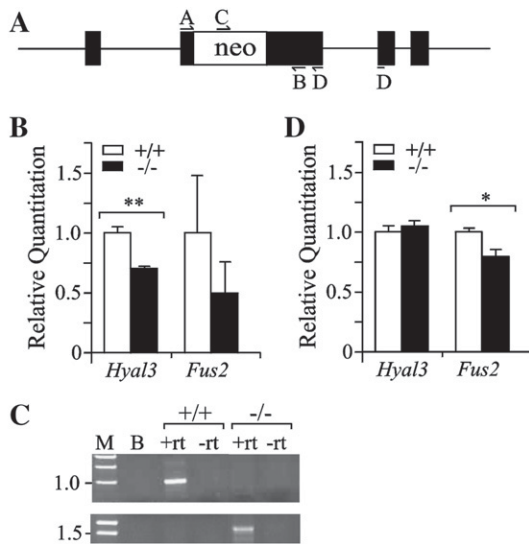 A
A C
neo
B D D
B
+/+
-/-
Relative Quantitation
1.5
1.0
0.5
0
**
Hyal3 Fus2
D
+/+
-/-
Relative Quantitation
1.5
1.0
0.5
0
*
Hyal3 Fus2
C
+/+ -/-
M B +rt -rt +rt -rt
1.0
1.5